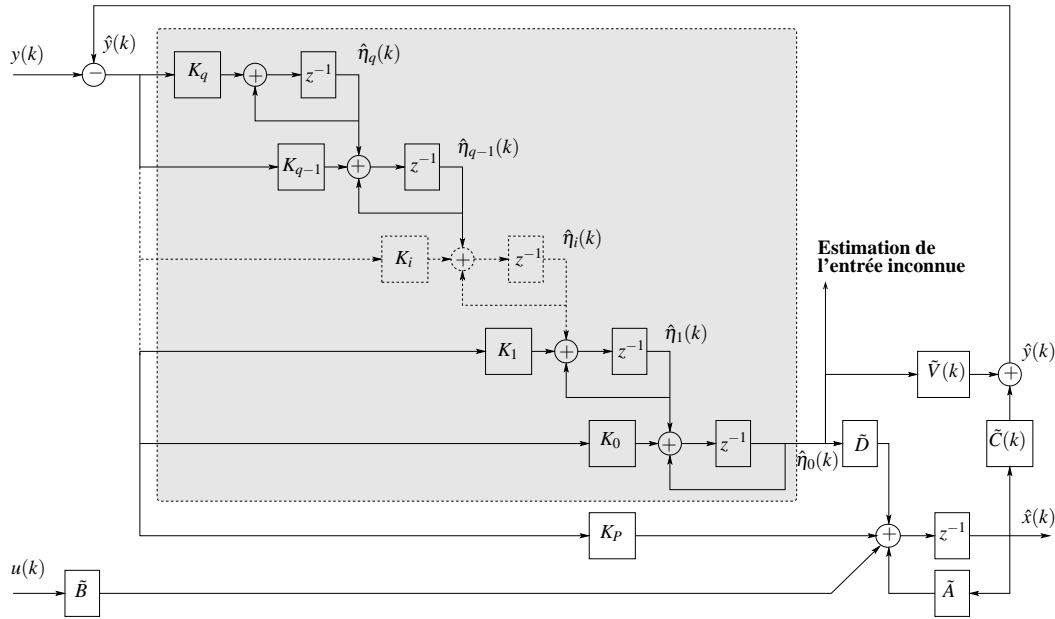 y(k)
−
ŷ(k)
K_q
+
z⁻¹
η̂_q(k)
K_{q−1}
+
z⁻¹
η̂_{q−1}(k)
K_i
+
z⁻¹
η̂_i(k)
Estimation de
l'entrée inconnue
K_1
+
z⁻¹
η̂_1(k)
Ṽ(k)
+
ŷ(k)
K_0
+
z⁻¹
η̂_0(k)
D̃
C̃(k)
K_P
+
z⁻¹
x̂(k)
u(k)
B̃
Ã